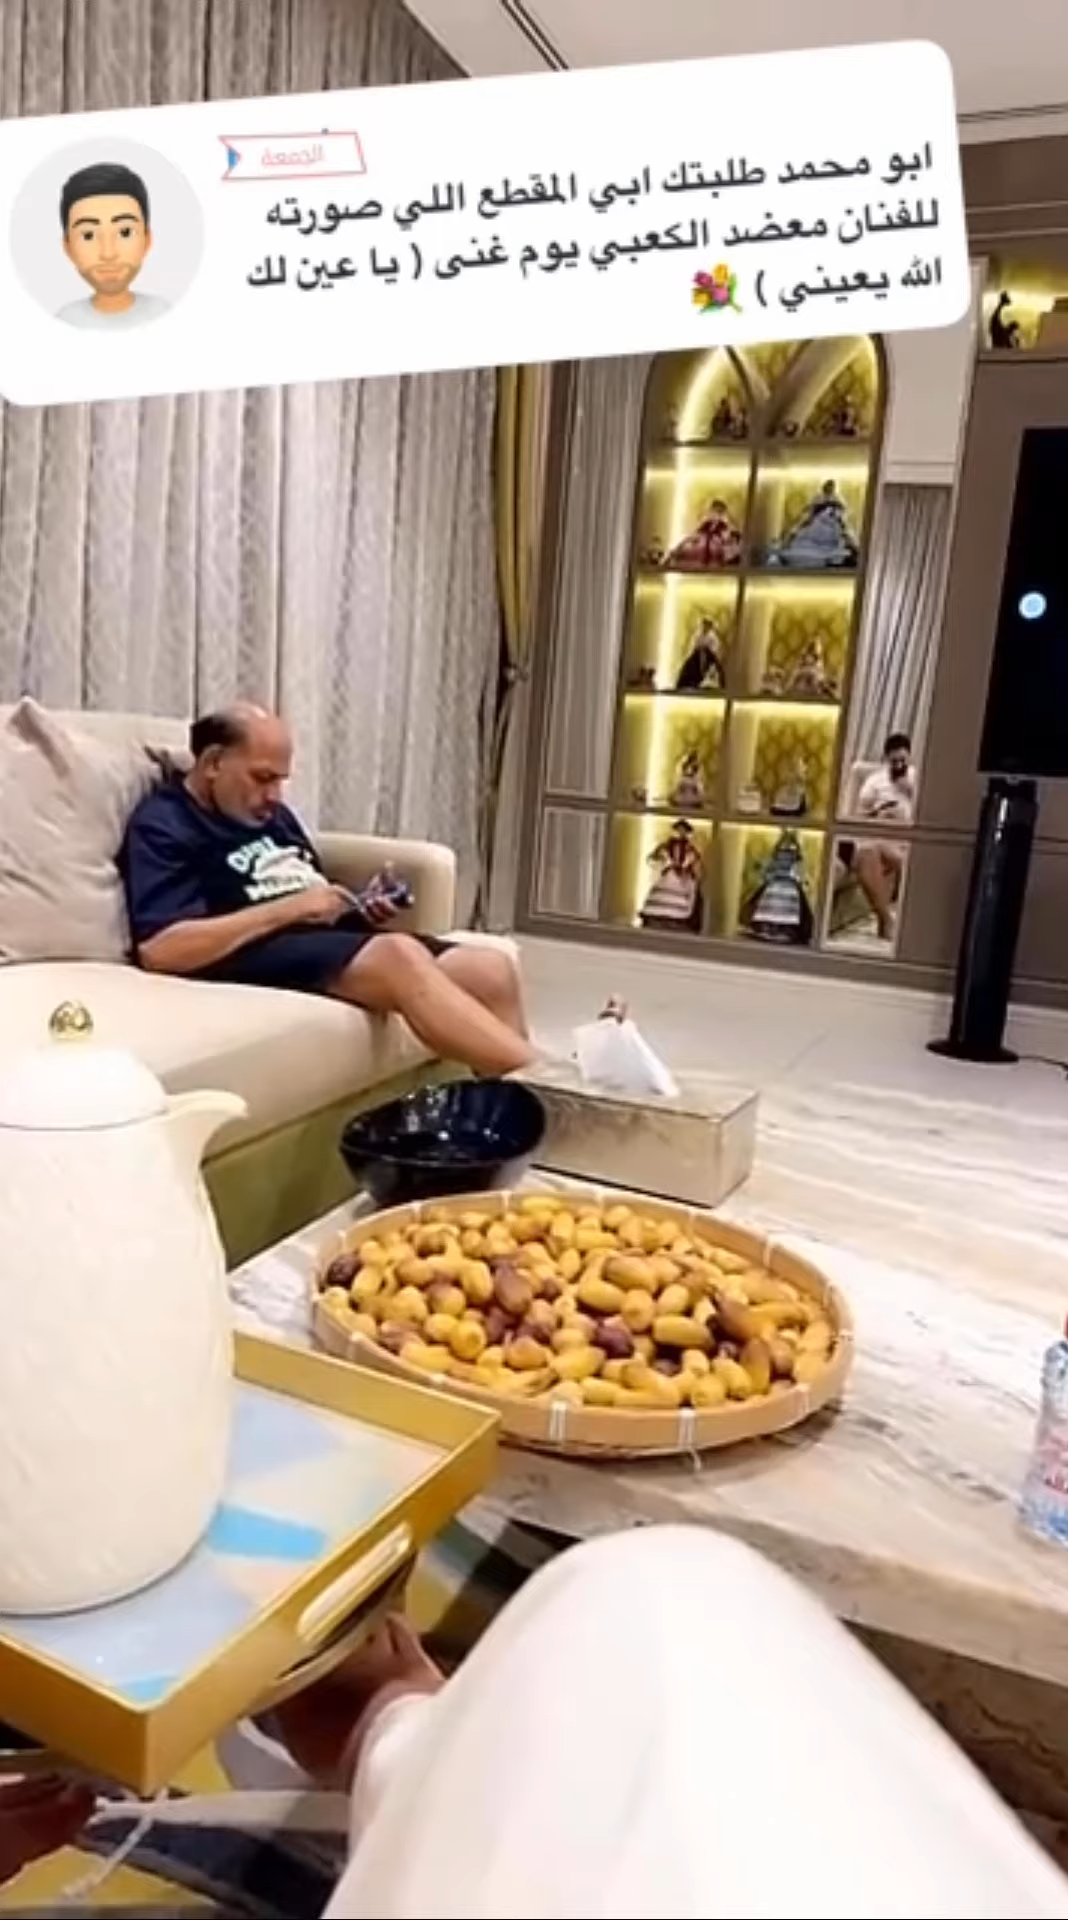 الجمعة
ابو محمد طلبتك ابي المقطع اللي صورته
للفنان معضد الكعبي يوم غنى ( يا عين لك
الله يعيني ) 💐